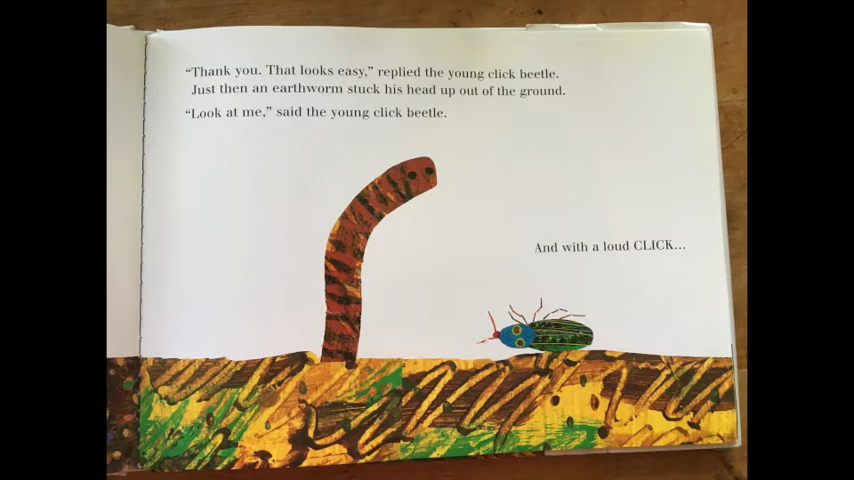 “Thank you. That looks easy,” replied the young click beetle.
Just then an earthworm stuck his head up out of the ground.
“Look at me,” said the young click beetle.
And with a loud CLICK...